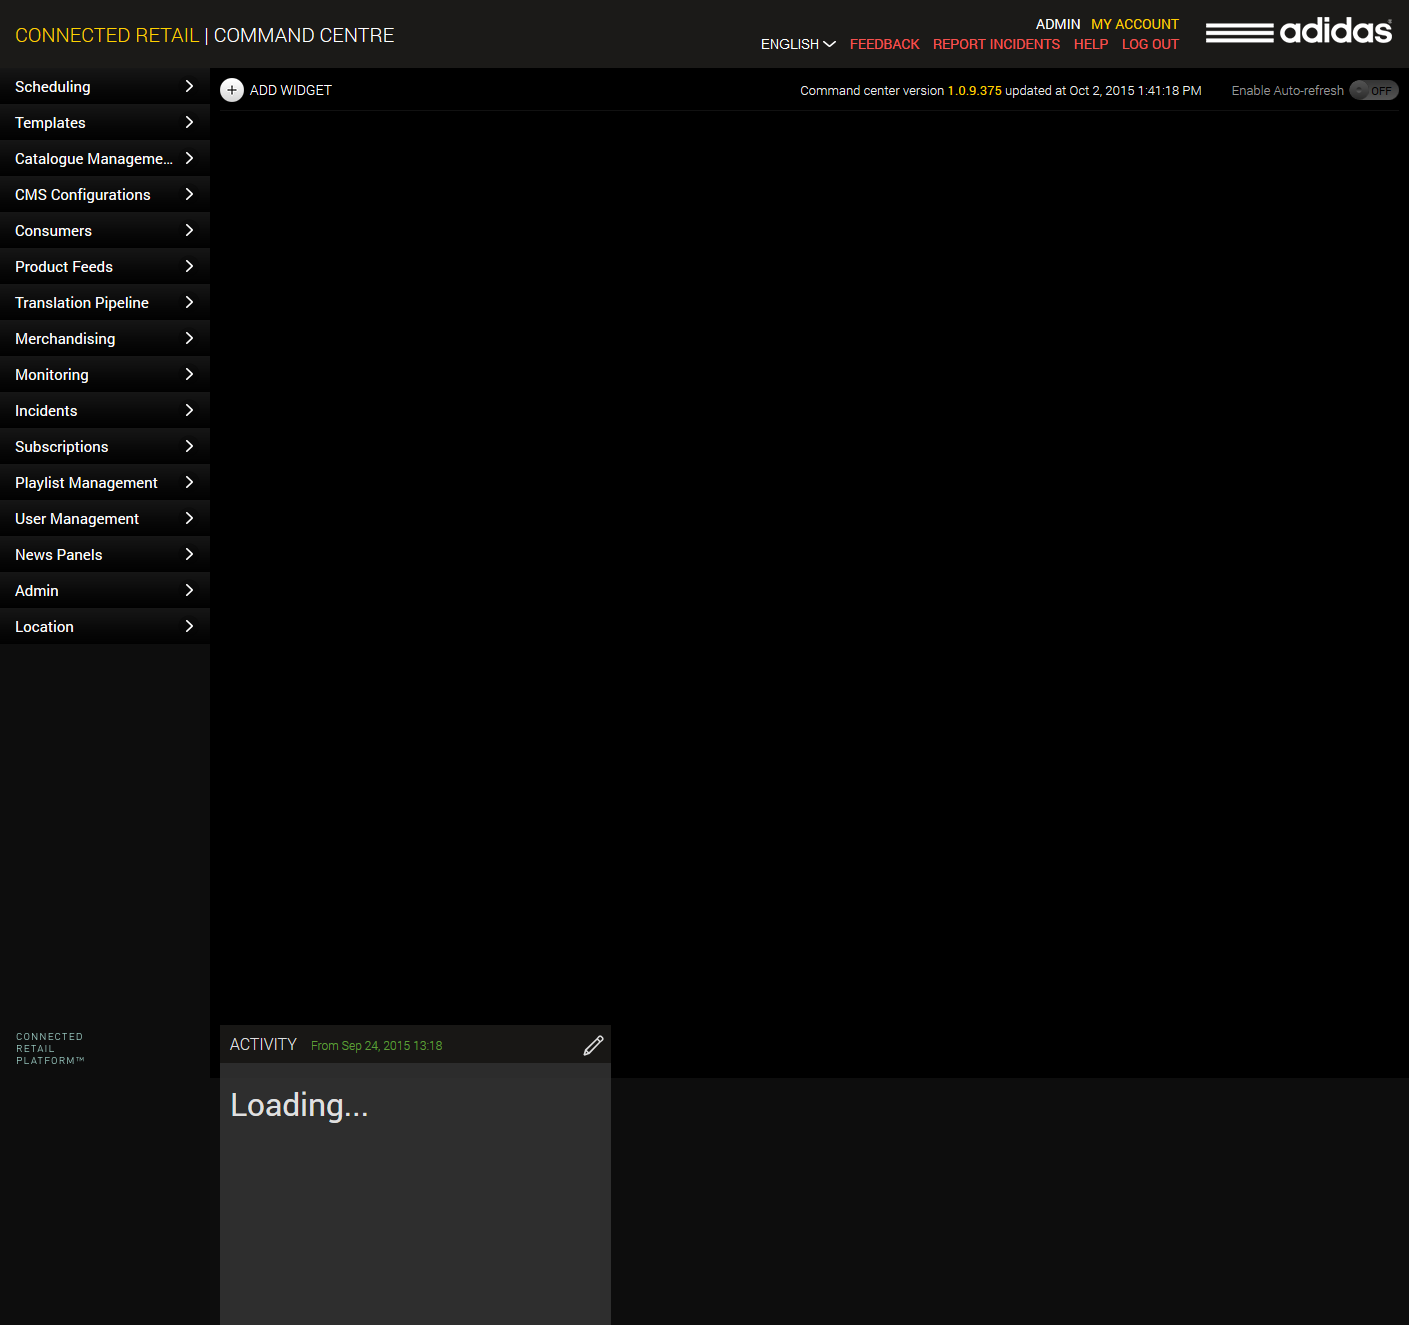 CONNECTED RETAIL | COMMAND CENTRE
ADMIN MY ACCOUNT
ENGLISH FEEDBACK REPORT INCIDENTS HELP LOG OUT
adidas
Scheduling
Templates
Catalogue Manageme...
CMS Configurations
Consumers
Product Feeds
Translation Pipeline
Merchandising
Monitoring
Incidents
Subscriptions
Playlist Management
User Management
News Panels
Admin
Location
CONNECTED
RETAIL
PLATFORM™
ADD WIDGET
Command center version 1.0.9.375 updated at Oct 2, 2015 1:41:18 PM
Enable Auto-refresh OFF
ACTIVITY From Sep 24, 2015 13:18
Loading...